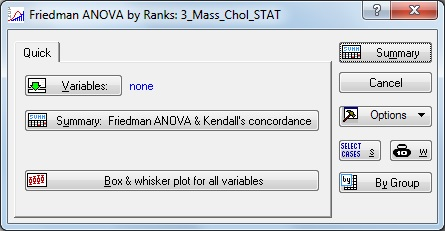 Friedman ANOVA by Ranks: 3_Mass_Chol_STAT
?
Quick
Variables: none
Summary: Friedman ANOVA & Kendall's concordance
Box & whisker plot for all variables
Summary
Cancel
Options
SELECT CASES S
W
By Group